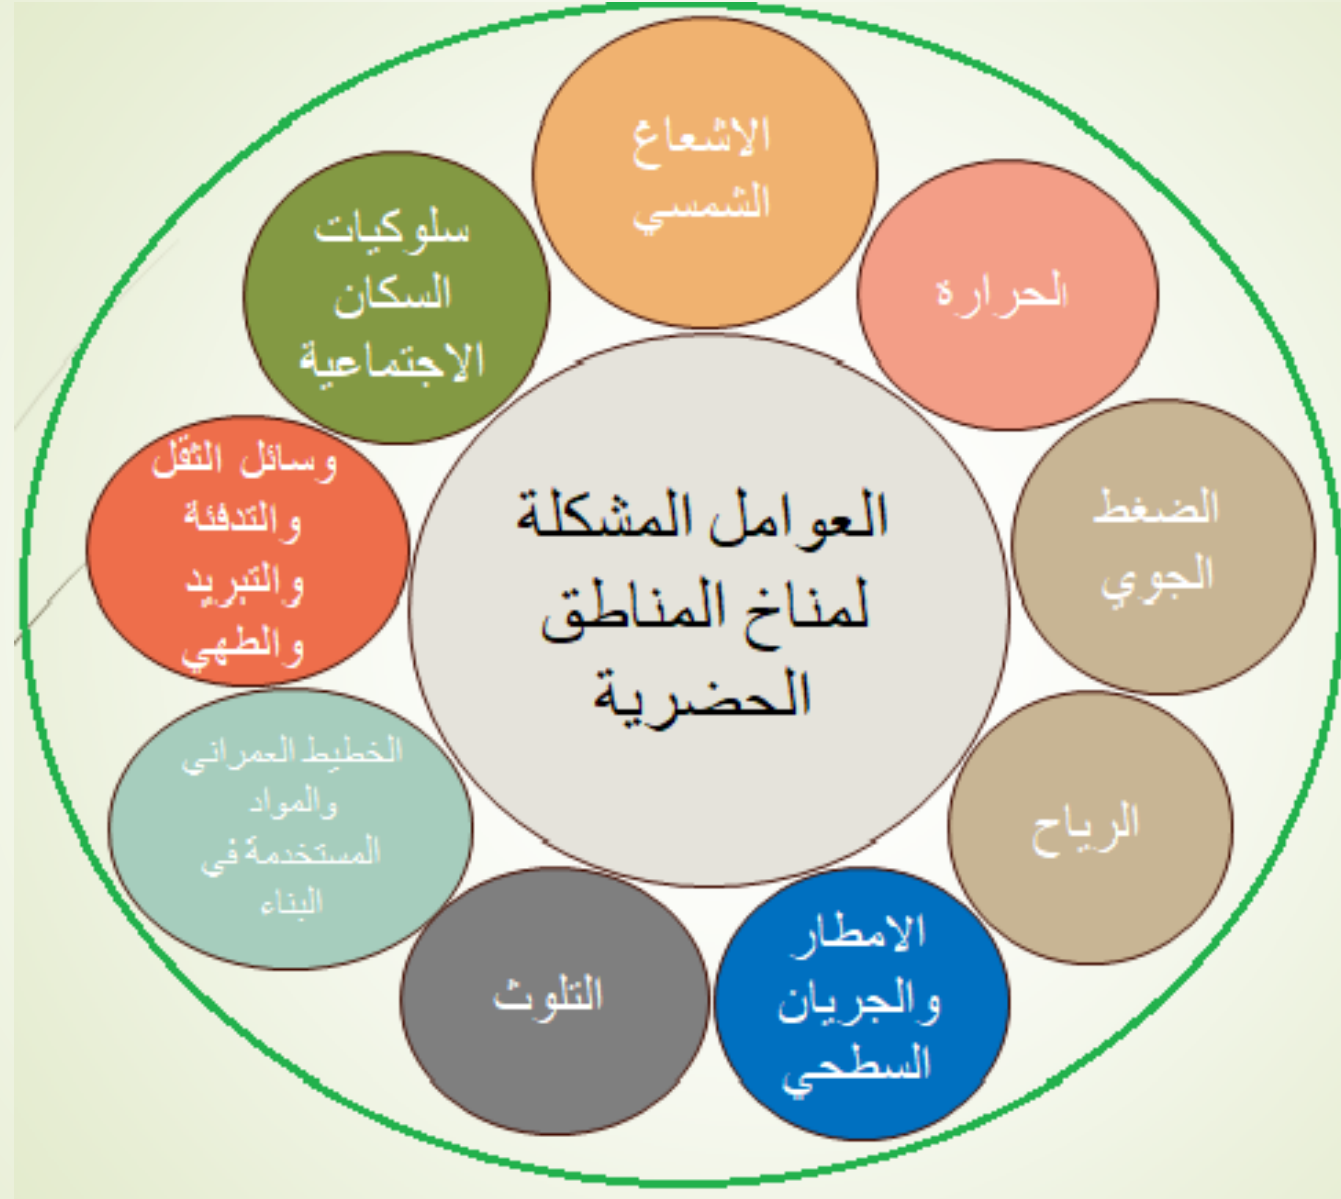 الاشعاع
الشمسي
الحرارة
الضغط
الجوي
الرياح
الامطار
والجريان
السطحي
التلوث
الخطيط العمراني
والمواد
المستخدمة في
البناء
وسائل النقل
والتدفئة
والتبريد
والطهي
سلوكيات
السكان
الاجتماعية
العوامل المشكلة
لمناخ المناطق
الحضرية